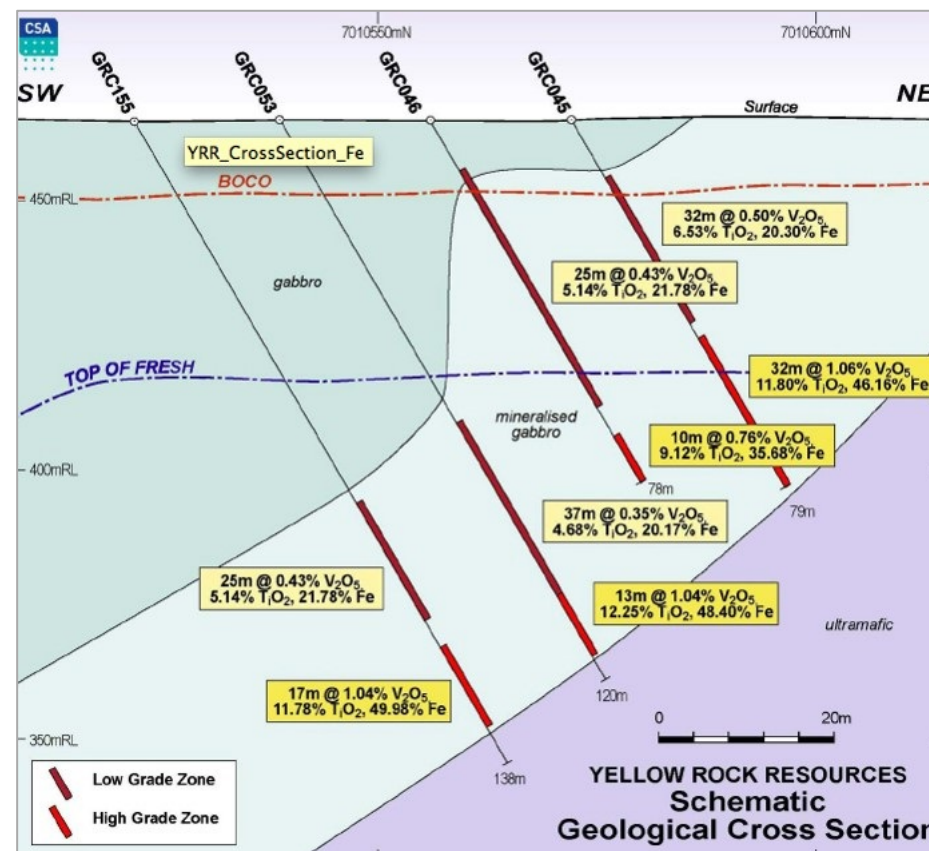 CSA
7010550mN
7010600mN
SW
NE
GRC155
GRC053
GRC046
GRC045
Surface
YRR_CrossSection_Fe
BOCO
450mRL
32m @ 0.50% V₂O₅,
6.53% TiO₂, 20.30% Fe
25m @ 0.43% V₂O₅,
5.14% TiO₂, 21.78% Fe
gabbro
TOP OF FRESH
32m @ 1.06% V₂O₅,
11.80% TiO₂, 46.16% Fe
mineralised
gabbro
10m @ 0.76% V₂O₅,
9.12% TiO₂, 35.68% Fe
400mRL
78m
79m
37m @ 0.35% V₂O₅,
4.68% TiO₂, 20.17% Fe
25m @ 0.43% V₂O₅,
5.14% TiO₂, 21.78% Fe
13m @ 1.04% V₂O₅,
12.25% TiO₂, 48.40% Fe
ultramafic
17m @ 1.04% V₂O₅,
11.78% TiO₂, 49.98% Fe
120m
0 20m
350mRL
138m
Low Grade Zone
High Grade Zone
YELLOW ROCK RESOURCES
Schematic
Geological Cross Section